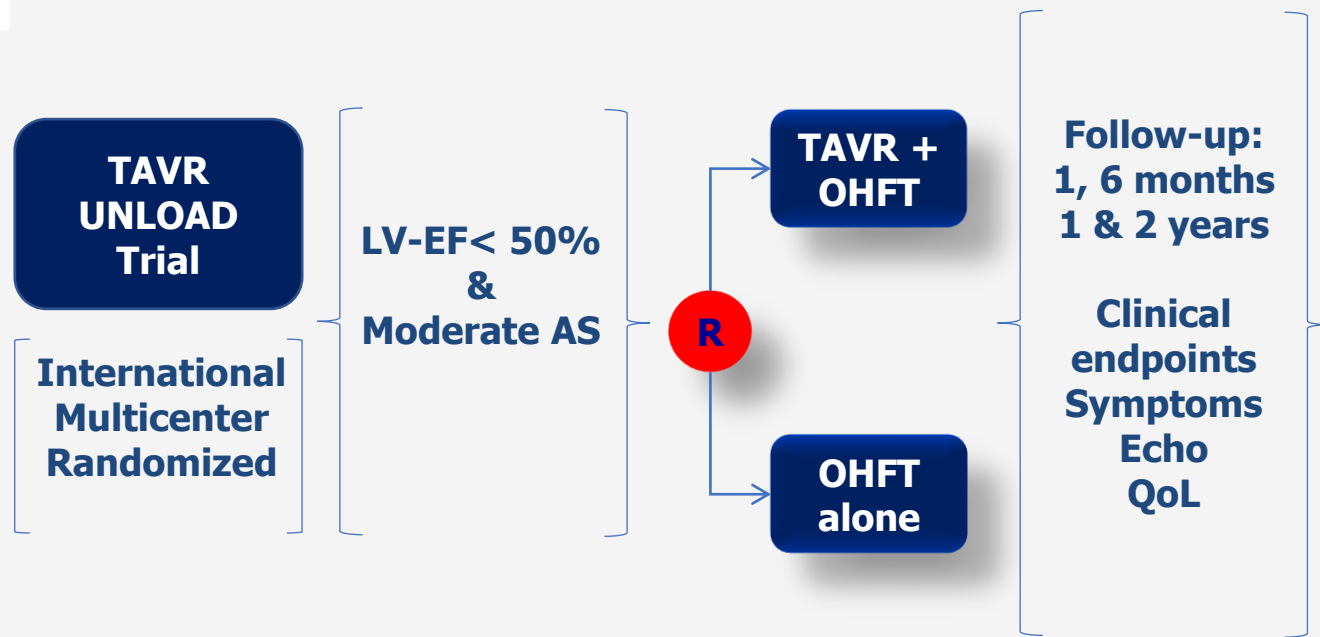 TAVR
UNLOAD
Trial
International
Multicenter
Randomized
LV-EF< 50%
&
Moderate AS
R
TAVR +
OHFT
OHFT
alone
Follow-up:
1, 6 months
1 & 2 years
Clinical
endpoints
Symptoms
Echo
QoL